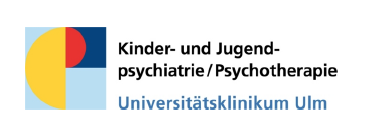 Kinder- und Jugend-
psychiatrie/Psychotherapie
Universitätsklinikum Ulm